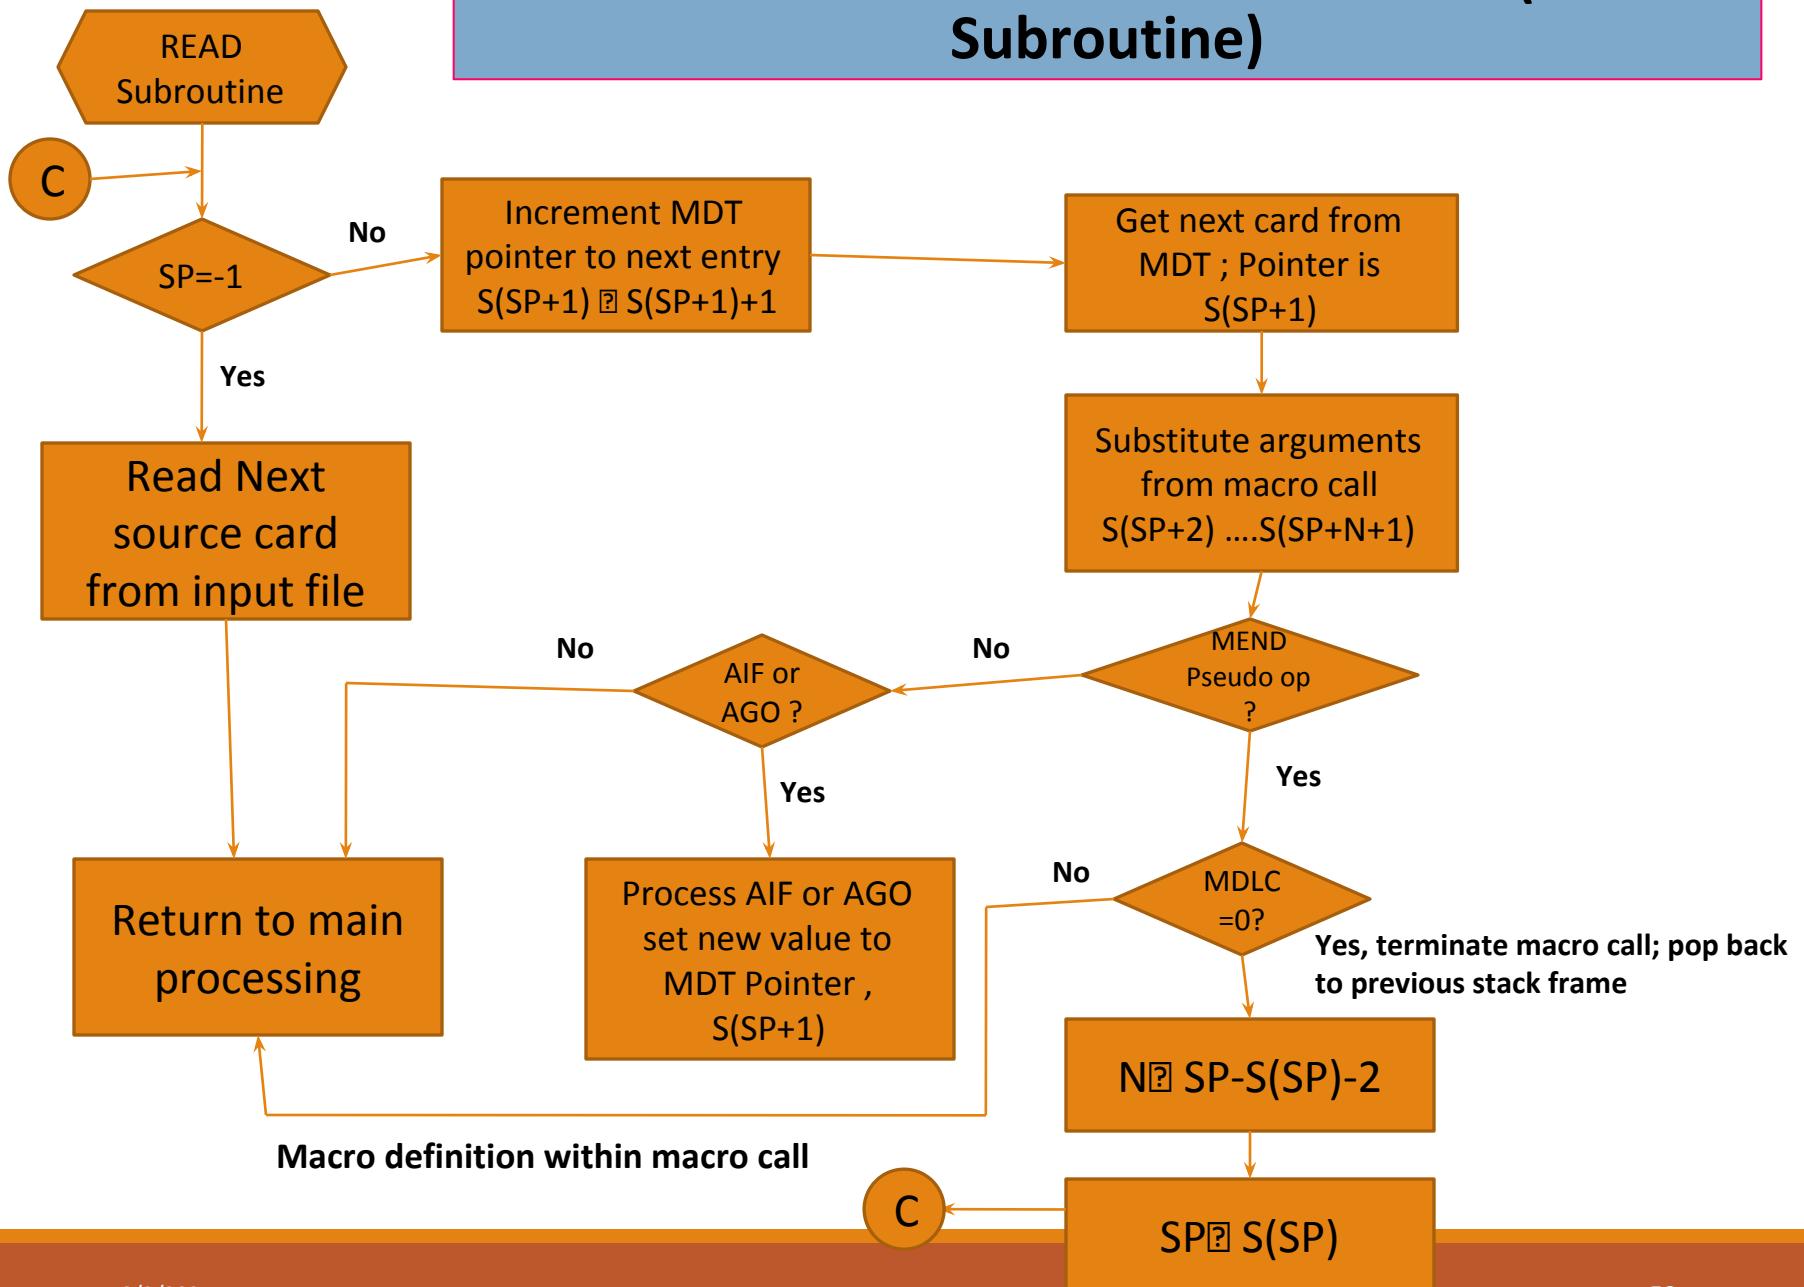 Subroutine)
READ
Subroutine
C
SP=-1
No
Yes
Increment MDT
pointer to next entry
S(SP+1) ⍰ S(SP+1)+1
Get next card from
MDT ; Pointer is
S(SP+1)
Substitute arguments
from macro call
S(SP+2) ....S(SP+N+1)
Read Next
source card
from input file
MEND
Pseudo op
?
No
AIF or
AGO ?
No
Yes
Yes
Return to main
processing
Process AIF or AGO
set new value to
MDT Pointer ,
S(SP+1)
MDLC
=0?
No
Yes, terminate macro call; pop back
to previous stack frame
N⍰ SP-S(SP)-2
Macro definition within macro call
C
SP⍰ S(SP)